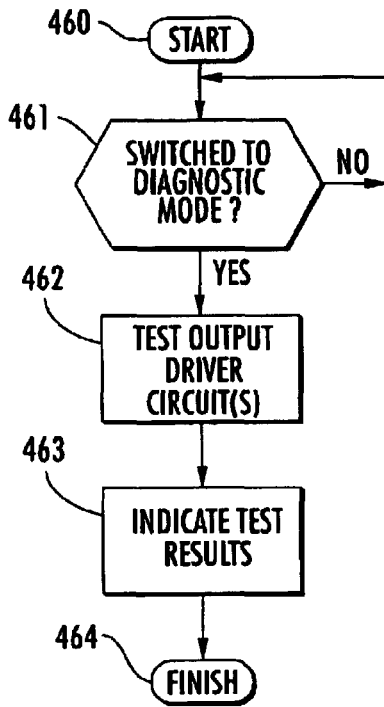 460
START
461
SWITCHED TO
DIAGNOSTIC
MODE ?
NO
YES
462
TEST OUTPUT
DRIVER
CIRCUIT(S)
463
INDICATE TEST
RESULTS
464
FINISH